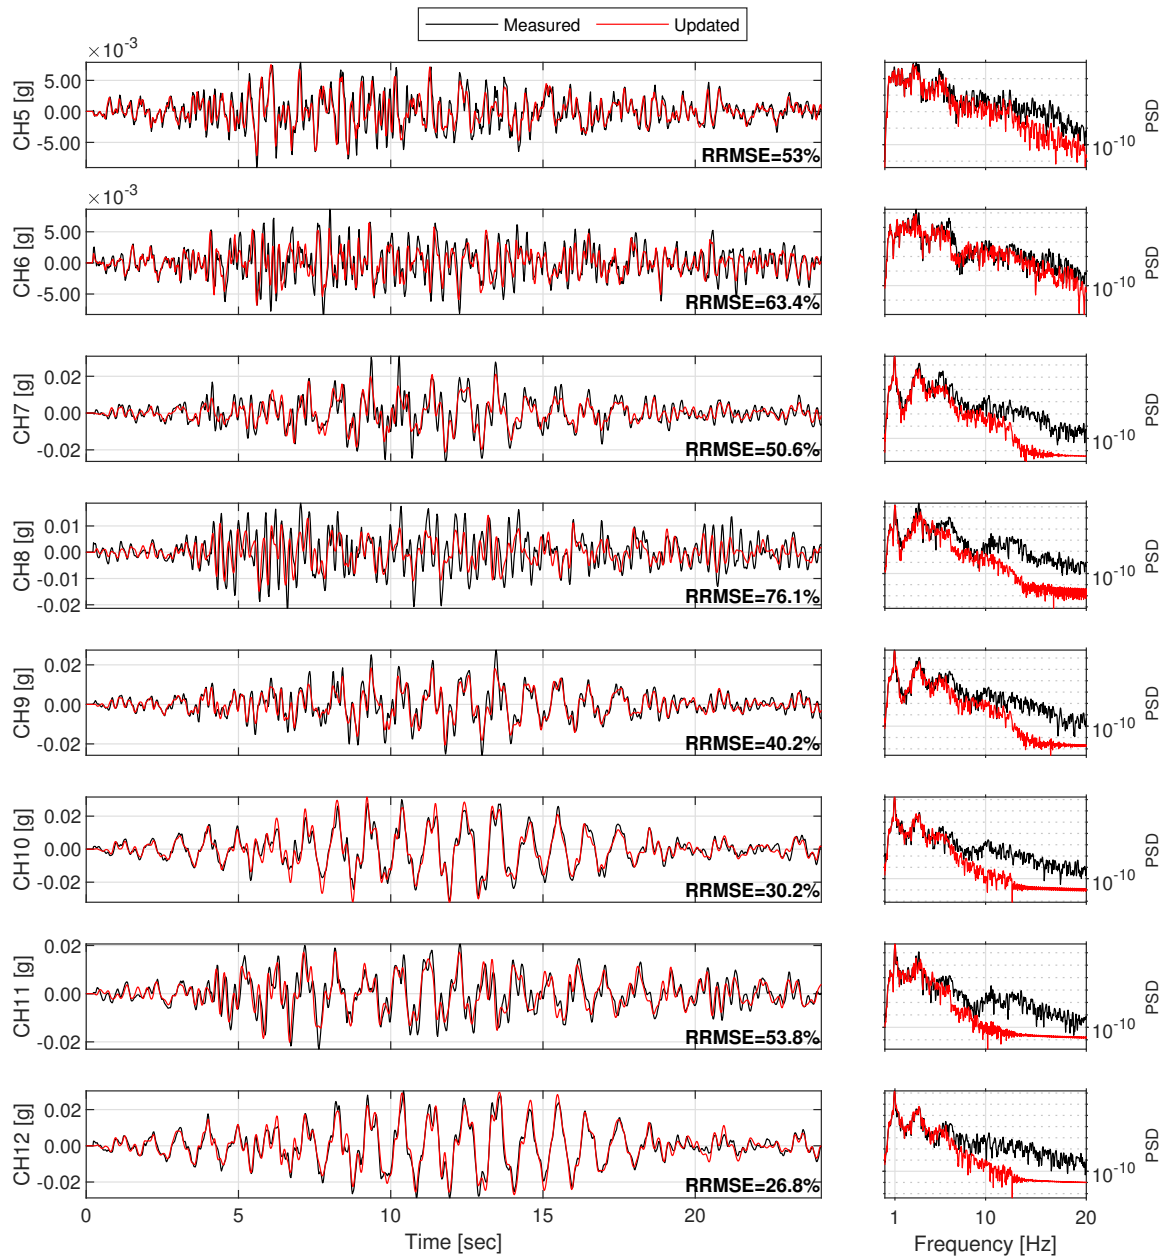 Measured Updated
×10-3
CH5 [g]
5.00
0.00
-5.00
RRMSE=53%
10-10
PSD
×10-3
CH6 [g]
5.00
0.00
-5.00
RRMSE=63.4%
10-10
PSD
CH7 [g]
0.02
0.00
-0.02
RRMSE=50.6%
10-10
PSD
CH8 [g]
0.01
0.00
-0.01
-0.02
RRMSE=76.1%
10-10
PSD
CH9 [g]
0.02
0.00
-0.02
RRMSE=40.2%
10-10
PSD
CH10 [g]
0.02
0.00
-0.02
RRMSE=30.2%
10-10
PSD
CH11 [g]
0.02
0.00
-0.02
RRMSE=53.8%
10-10
PSD
CH12 [g]
0.02
0.00
-0.02
RRMSE=26.8%
10-10
PSD
0 5 10 15 20
Time [sec]
1 10 20
Frequency [Hz]